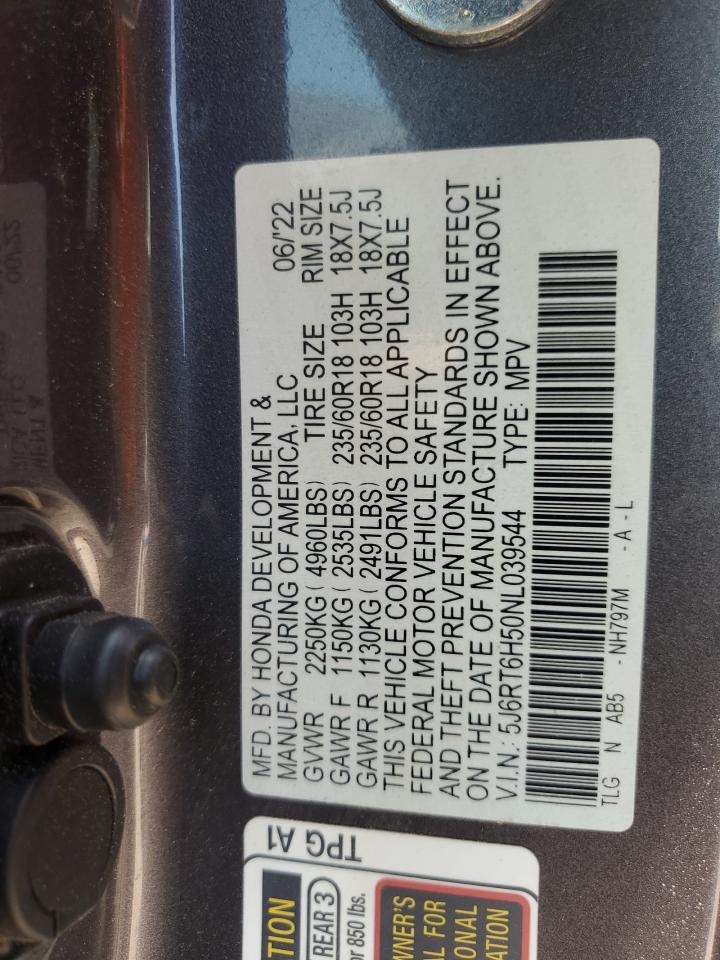 MFD. BY HONDA DEVELOPMENT &
MANUFACTURING OF AMERICA, LLC 06/'22
GVWR 2250KG ( 4960LBS) TIRE SIZE RIM SIZE
GAWR F 1150KG ( 2535LBS) 235/60R18 103H 18X7.5J
GAWR R 1130KG ( 2491LBS) 235/60R18 103H 18X7.5J
THIS VEHICLE CONFORMS TO ALL APPLICABLE
FEDERAL MOTOR VEHICLE SAFETY
AND THEFT PREVENTION STANDARDS IN EFFECT
ON THE DATE OF MANUFACTURE SHOWN ABOVE.
V.I.N.: 5J6RT6H50NL039544 TYPE: MPV
TLG N AB5 -NH797M -A-L
TPG A1
TION
REAR 3
or 850 lbs.
WNER'S
L FOR
ONAL
ATION